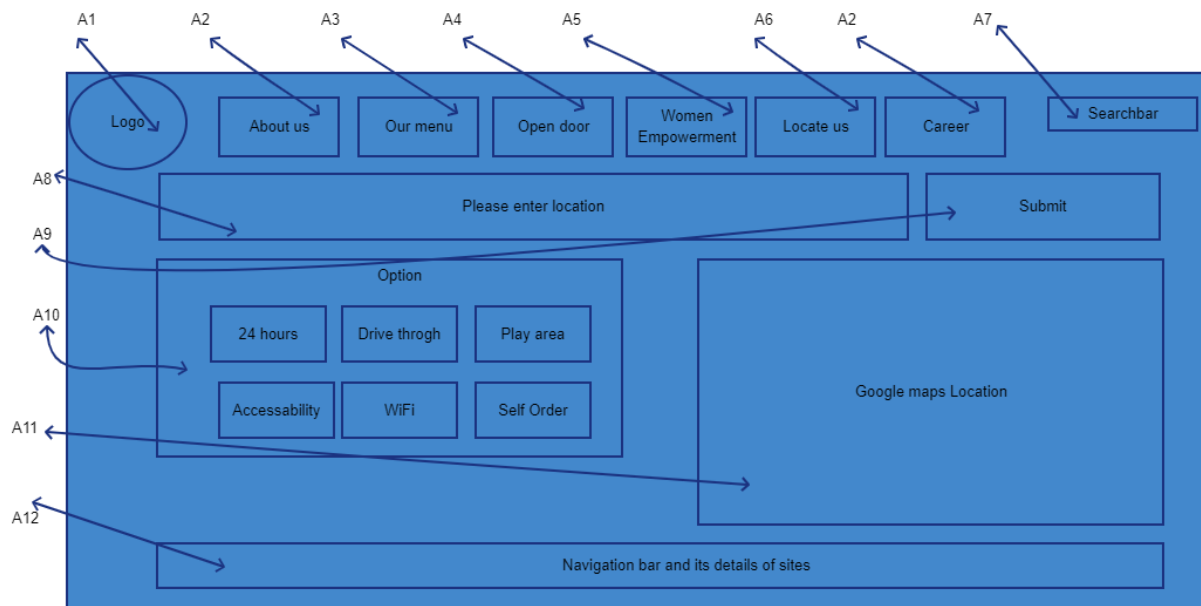 A1
A2
A3
A4
A5
A6
A2
A7
Logo
About us
Our menu
Open door
Women
Empowerment
Locate us
Career
Searchbar
A8
Please enter location
Submit
A9
Option
A10
24 hours
Drive throgh
Play area
Accessability
WiFi
Self Order
Google maps Location
A11
A12
Navigation bar and its details of sites